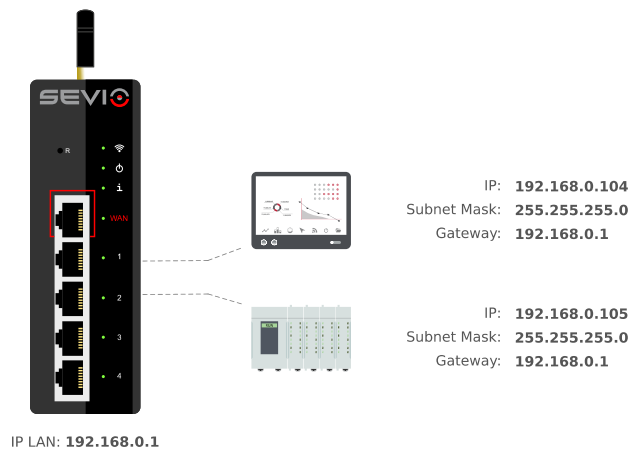 SEVIO
R
WAN
1
2
3
4
IP LAN: 192.168.0.1
IP: 192.168.0.104
Subnet Mask: 255.255.255.0
Gateway: 192.168.0.1
IP: 192.168.0.105
Subnet Mask: 255.255.255.0
Gateway: 192.168.0.1